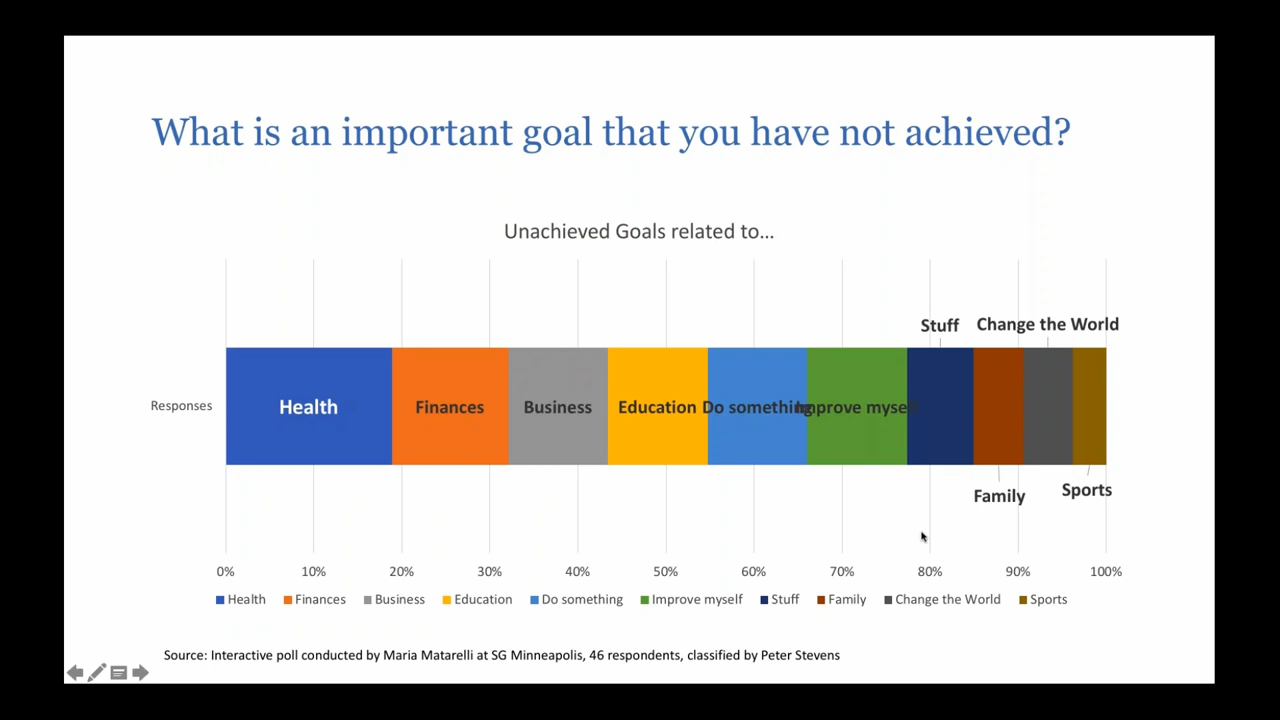 What is an important goal that you have not achieved?
Unachieved Goals related to...
Stuff Change the World
Responses Health Finances Business Education Do something Improve myself
Family Sports
0% 10% 20% 30% 40% 50% 60% 70% 80% 90% 100%
Health Finances Business Education Do something Improve myself Stuff Family Change the World Sports
Source: Interactive poll conducted by Maria Matarelli at SG Minneapolis, 46 respondents, classified by Peter Stevens